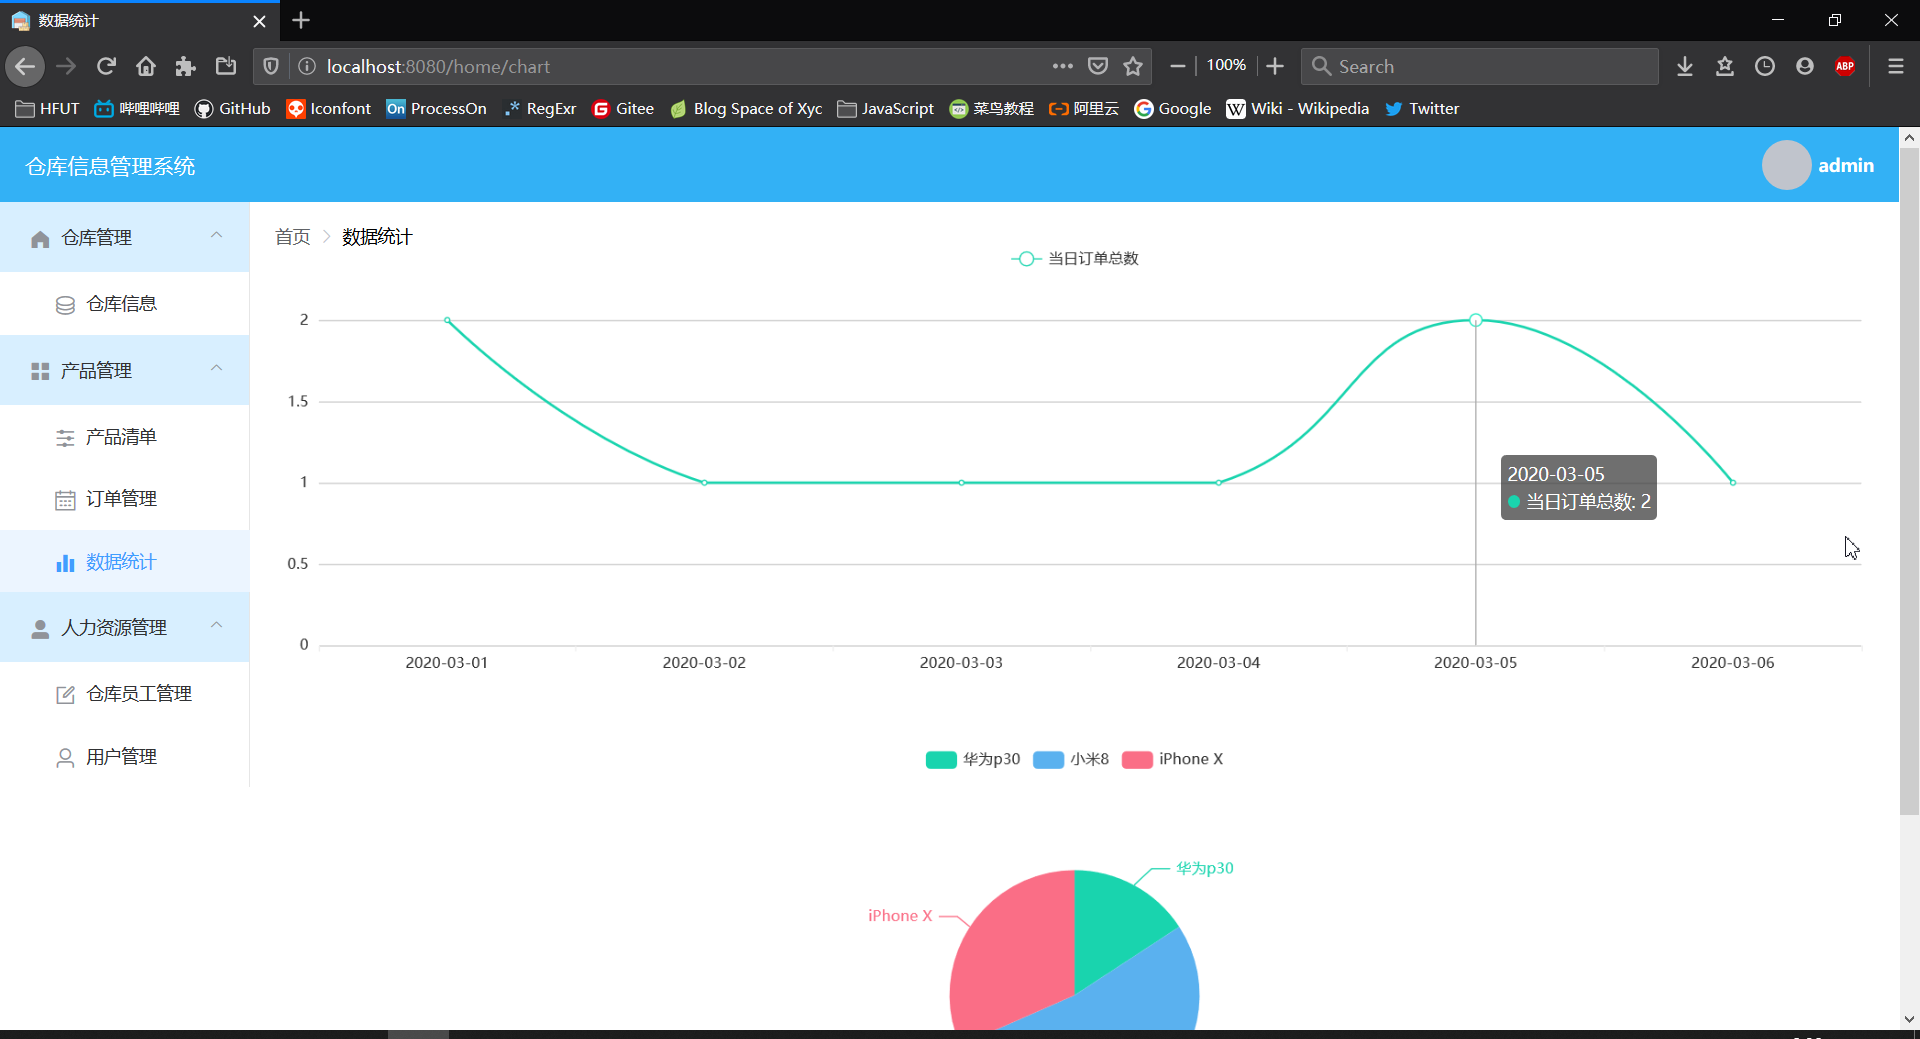 数据统计
localhost:8080/home/chart
100%
Search
ABP
HFUT
哔哩哔哩
GitHub
Iconfont
On ProcessOn
RegExr
G Gitee
Blog Space of Xyc
JavaScript
菜鸟教程
阿里云
G Google
W Wiki - Wikipedia
Twitter
仓库信息管理系统
admin
仓库管理
仓库信息
产品管理
产品清单
订单管理
数据统计
人力资源管理
仓库员工管理
用户管理
首页 > 数据统计
当日订单总数
2
1.5
1
0.5
0
2020-03-05
当日订单总数: 2
2020-03-01
2020-03-02
2020-03-03
2020-03-04
2020-03-05
2020-03-06
华为p30
小米8
iPhone X
华为p30
iPhone X